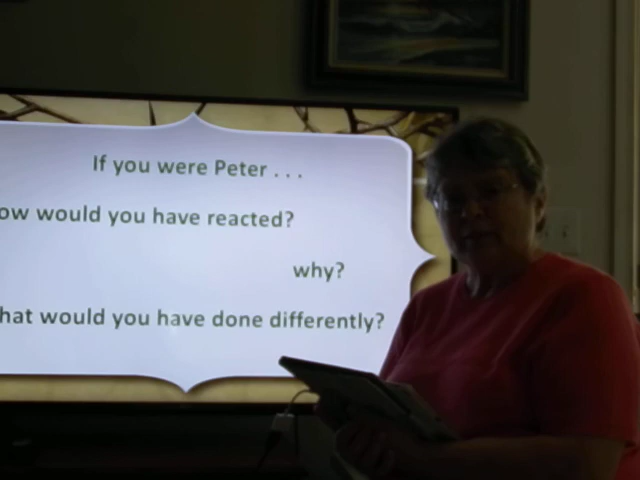 If you were Peter . . .
ow would you have reacted?
why?
hat would you have done differently?